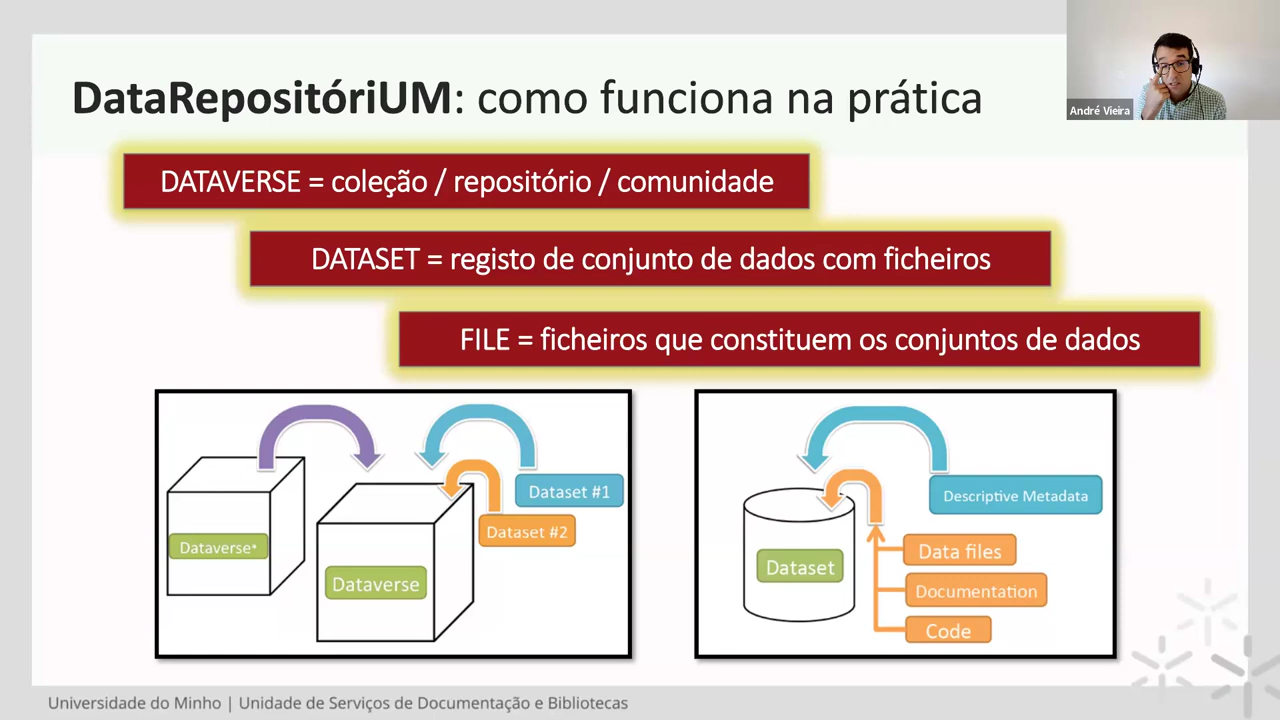 DataRepositóriUM: como funciona na prática
André Vieira
DATAVERSE = coleção / repositório / comunidade
DATASET = registo de conjunto de dados com ficheiros
FILE = ficheiros que constituem os conjuntos de dados
Dataset #1
Dataset #2
Dataverse*
Dataverse
Descriptive Metadata
Dataset
Data files
Documentation
Code
Universidade do Minho | Unidade de Serviços de Documentação e Bibliotecas